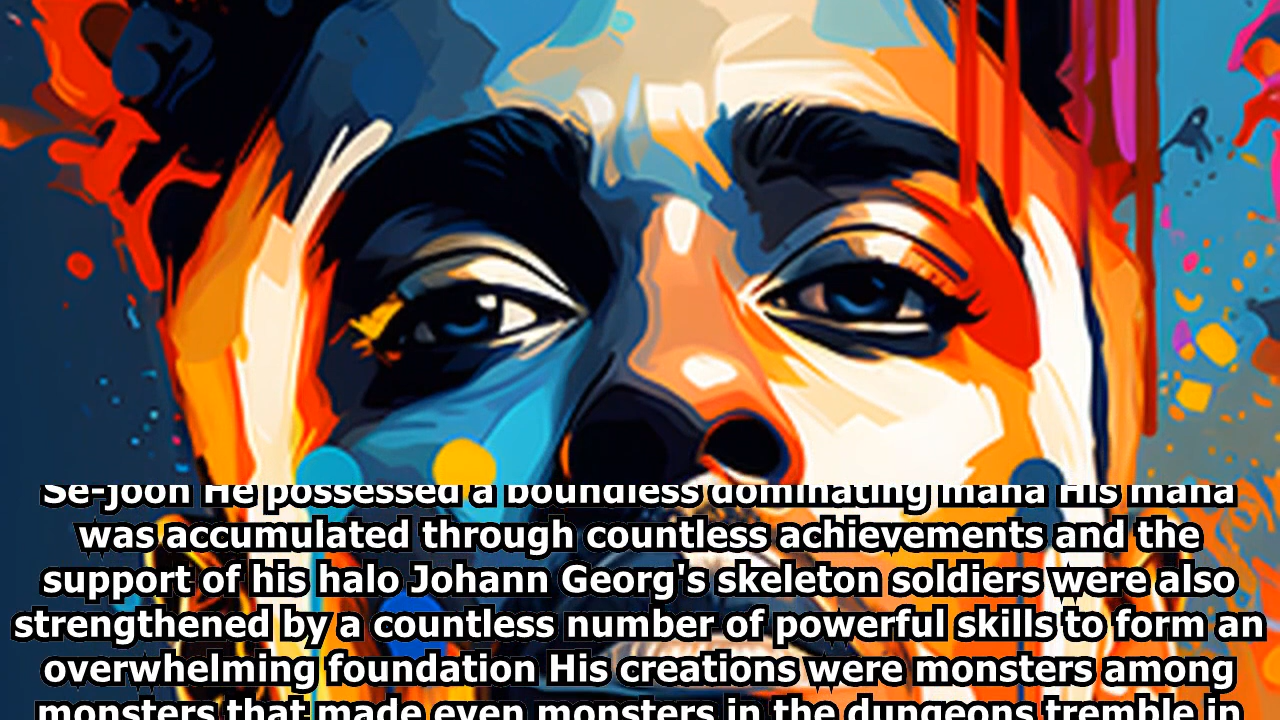 Se-Joon He possessed a boundless dominating mana His mana
was accumulated through countless achievements and the
support of his halo Johann Georg's skeleton soldiers were also
strengthened by a countless number of powerful skills to form an
overwhelming foundation His creations were monsters among
monsters that made even monsters in the dungeons tremble in